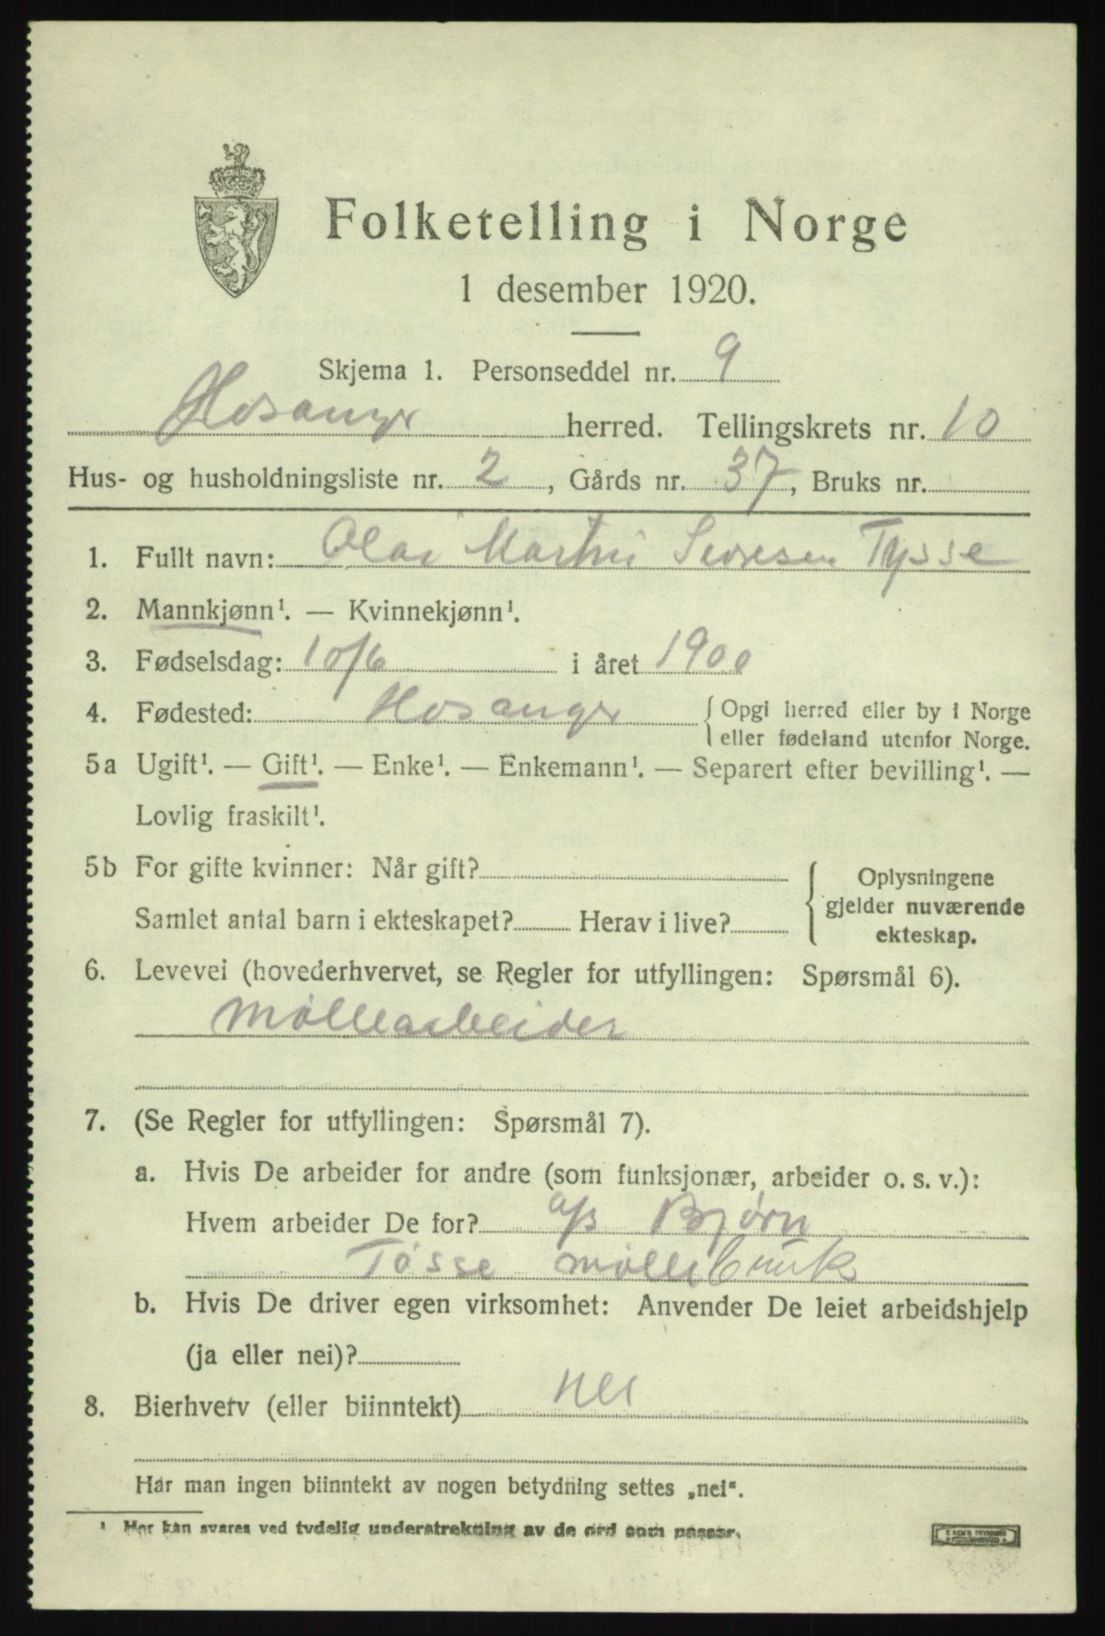 Folketelling i Norge
1 desember 1920.
Skjema 1. Personseddel nr. 9
Hosanger herred. Tellingskrets nr. 10
Hus- og husholdningsliste nr. 2, Gårds nr. 37, Bruks nr.
1. Fullt navn: Olai Martin Tysse
2. Mannkjønn¹. — Kvinnekjønn¹.
3. Fødselsdag: 10/6 i året 1900
4. Fødested: Hosanger { Opgi herred eller by i Norge
eller fødeland utenfor Norge.
5a Ugift¹. — Gift¹. — Enke¹. — Enkemann¹. — Separert efter bevilling¹. —
Lovlig fraskilt¹.
5b For gifte kvinner: Når gift?
Samlet antal barn i ekteskapet? Herav i live?
{ Oplysningene
gjelder nuværende
ekteskap.
6. Levevei (hovederhvervet, se Regler for utfyllingen: Spørsmål 6).
Møllearbeider
7. (Se Regler for utfyllingen: Spørsmål 7).
a. Hvis De arbeider for andre (som funksjonær, arbeider o. s. v.):
Hvem arbeider De for? a/s Bjørn
Tøsse møllebruk
b. Hvis De driver egen virksomhet: Anvender De leiet arbeidshjelp
(ja eller nei)?
8. Bierhverv (eller biinntekt) nei
Har man ingen biinntekt av nogen betydning settes „nei“.
¹ Her kan svares ved tydelig understrekning av de ord som passer.